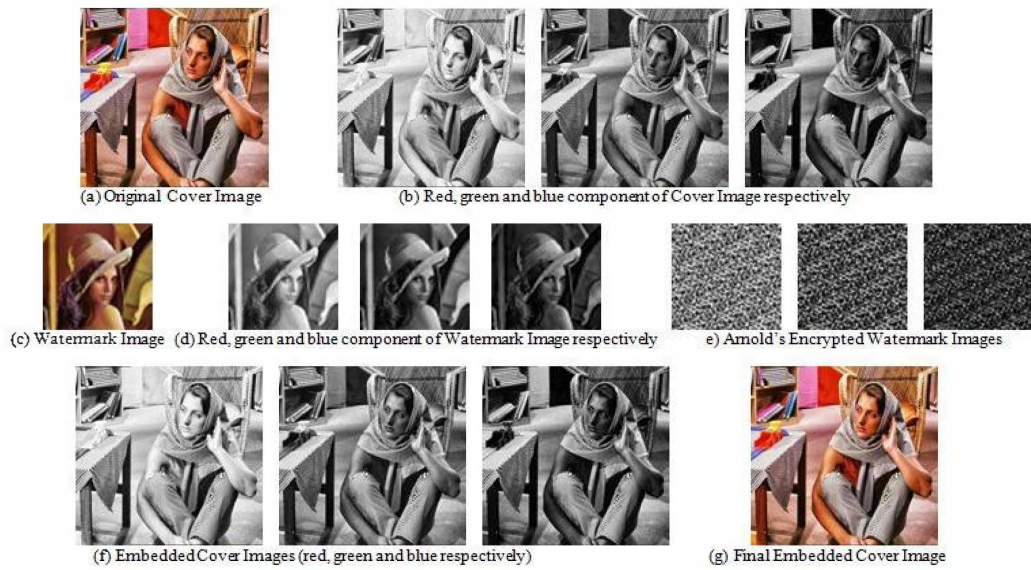 (a) Original Cover Image
(b) Red, green and blue component of Cover Image respectively
(c) Watermark Image
(d) Red, green and blue component of Watermark Image respectively
e) Arnold's Encrypted Watermark Images
(f) Embedded Cover Images (red, green and blue respectively)
(g) Final Embedded Cover Image